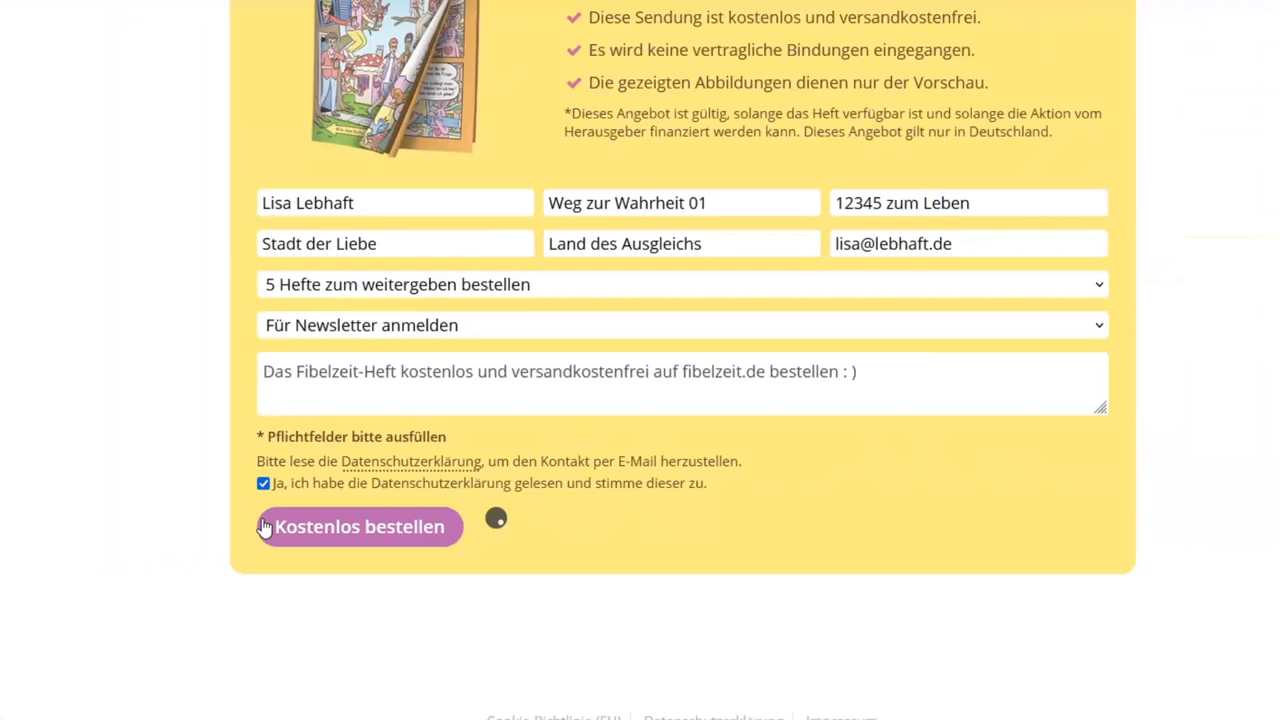 Diese Sendung ist kostenlos und versandkostenfrei.
Es wird keine vertragliche Bindungen eingegangen.
Die gezeigten Abbildungen dienen nur der Vorschau.
*Dieses Angebot ist gültig, solange das Heft verfügbar ist und solange die Aktion vom
Herausgeber finanziert werden kann. Dieses Angebot gilt nur in Deutschland.
Lisa Lebhaft
Weg zur Wahrheit 01
12345 zum Leben
Stadt der Liebe
Land des Ausgleichs
lisa@lebhaft.de
5 Hefte zum weitergeben bestellen
Für Newsletter anmelden
Das Fibelzeit-Heft kostenlos und versandkostenfrei auf fibelzeit.de bestellen : )
* Pflichtfelder bitte ausfüllen
Bitte lese die Datenschutzerklärung, um den Kontakt per E-Mail herzustellen.
Ja, ich habe die Datenschutzerklärung gelesen und stimme dieser zu.
Kostenlos bestellen
Cookie-Richtlinie (EU)
Datenschutzerklärung
Impressum